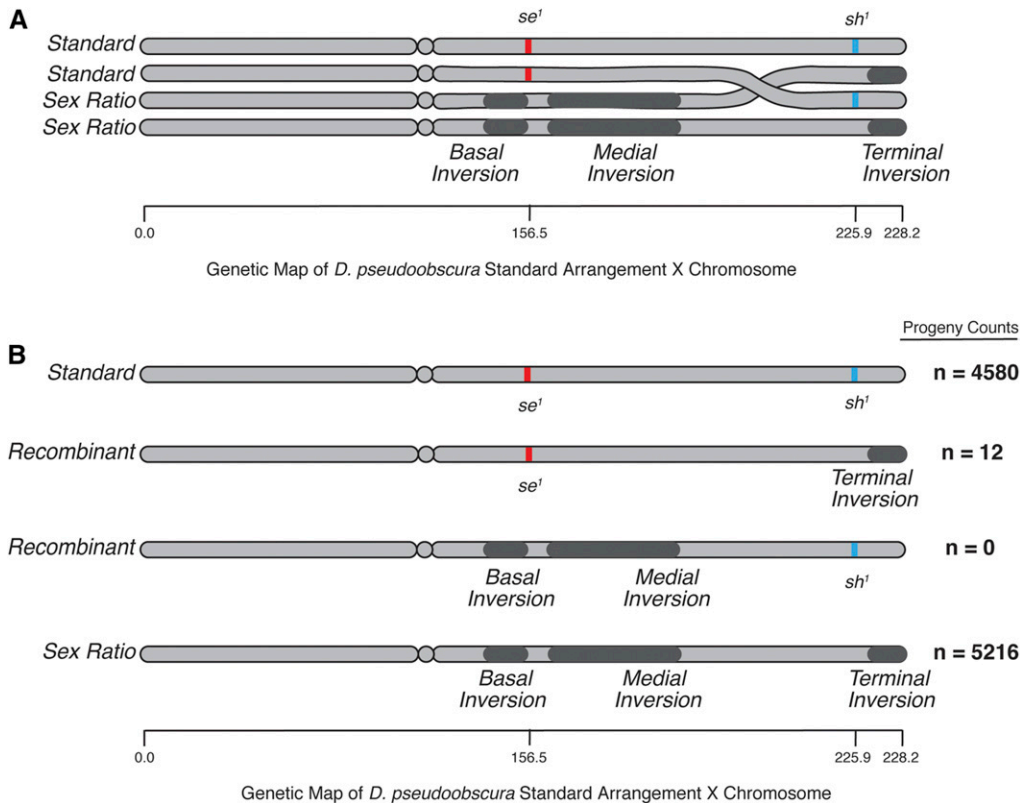 A
se¹
sh¹
Standard
Standard
Sex Ratio
Sex Ratio
Basal
Inversion
Medial
Inversion
Terminal
Inversion
0.0
156.5
225.9
228.2
Genetic Map of D. pseudoobscura Standard Arrangement X Chromosome
Progeny Counts
B
Standard
n = 4580
se¹
sh¹
Recombinant
n = 12
se¹
Terminal
Inversion
Recombinant
n = 0
Basal
Inversion
Medial
Inversion
sh¹
Sex Ratio
n = 5216
Basal
Inversion
Medial
Inversion
Terminal
Inversion
0.0
156.5
225.9
228.2
Genetic Map of D. pseudoobscura Standard Arrangement X Chromosome